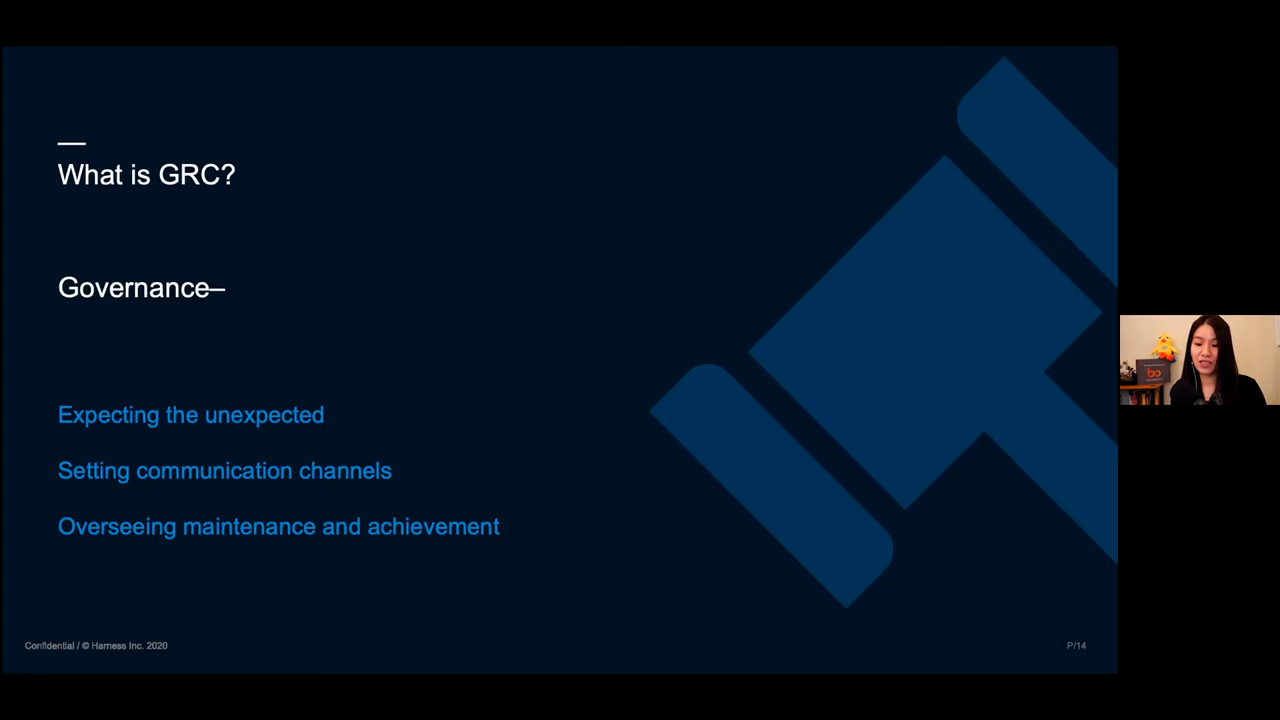 What is GRC?
Governance–
Expecting the unexpected
Setting communication channels
Overseeing maintenance and achievement
Confidential / © Harness Inc. 2020
P/14